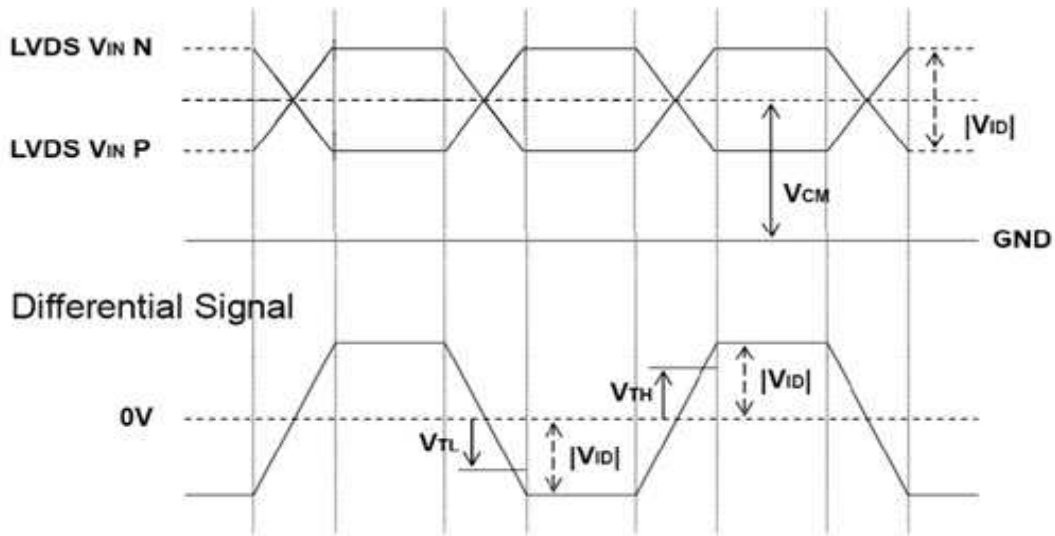 LVDS VIN N
LVDS VIN P
|VID|
VCM
GND
Differential Signal
0V
VTL
|VID|
VTH
|VID|